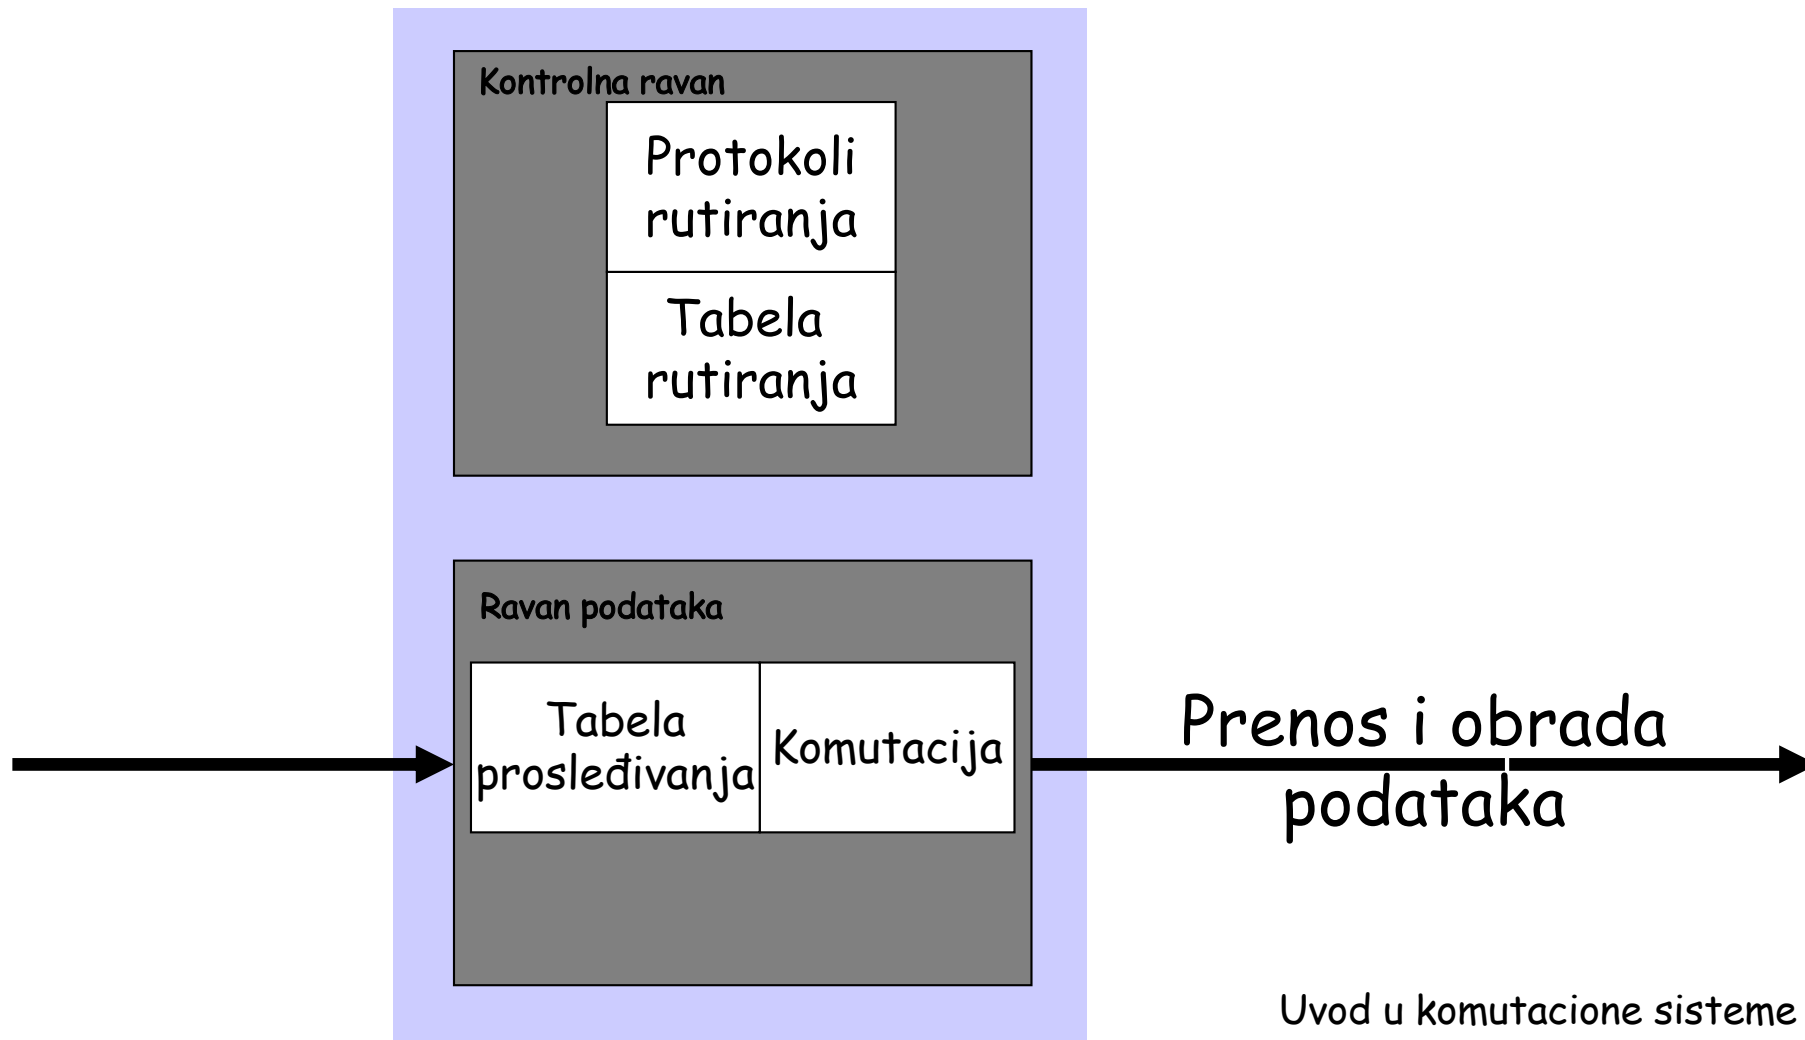 Kontrolna ravan
Protokoli
rutiranja
Tabela
rutiranja
Ravan podataka
Tabela
prosleđivanja
Komutacija
Prenos i obrada
podataka
Uvod u komutacione sisteme